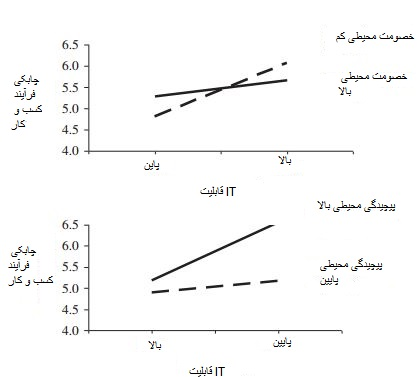 خصومت محیطی کم
خصومت محیطی
بالا
چابکی
فرآیند
کسب و
کار
6.5
6.0
5.5
5.0
4.5
4.0
پاین
بالا
قابلیت IT
پیچیدگی محیطی بالا
پیچیدگی محیطی
پایین
چابکی
فرآیند
کسب و کار
6.5
6.0
5.5
5.0
4.5
4.0
بالا
پایین
قابلیت IT